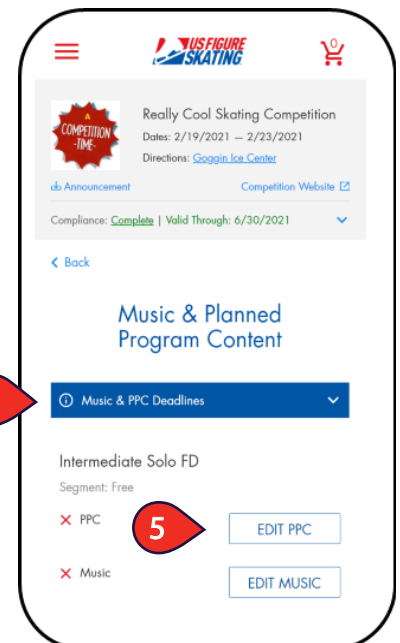 US FIGURE
SKATING
0
A
COMPETITION
-TIME-
Really Cool Skating Competition
Dates: 2/19/2021 — 2/23/2021
Directions: Goggin Ice Center
Announcement
Competition Website
Compliance: Complete | Valid Through: 6/30/2021
Back
Music & Planned
Program Content
Music & PPC Deadlines
Intermediate Solo FD
Segment: Free
PPC
5
EDIT PPC
Music
EDIT MUSIC